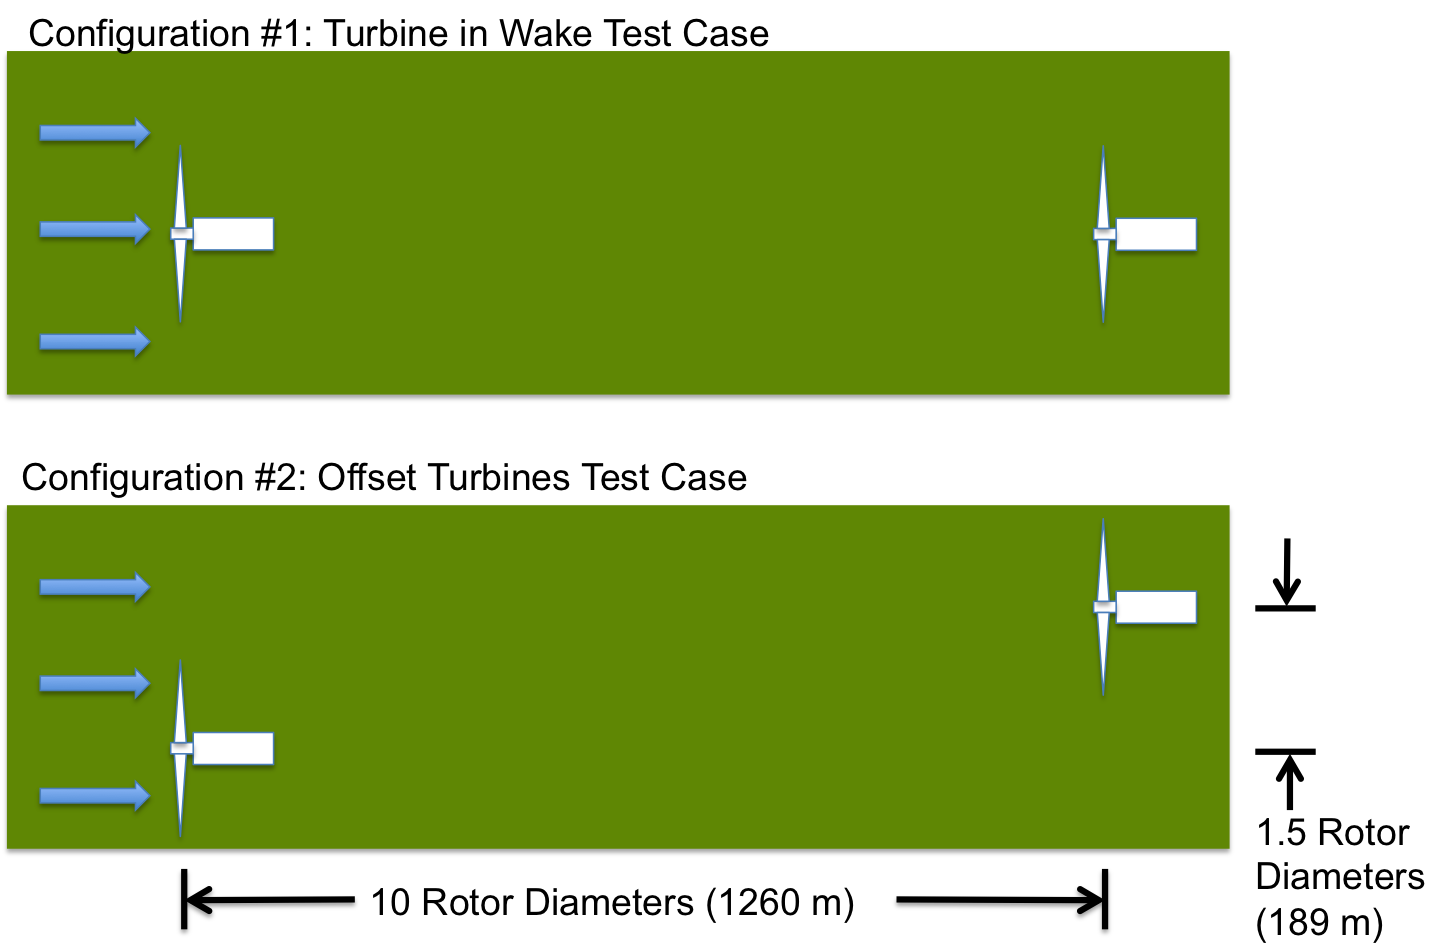 Configuration #1: Turbine in Wake Test Case
Configuration #2: Offset Turbines Test Case
10 Rotor Diameters (1260 m)
1.5 Rotor
Diameters
(189 m)